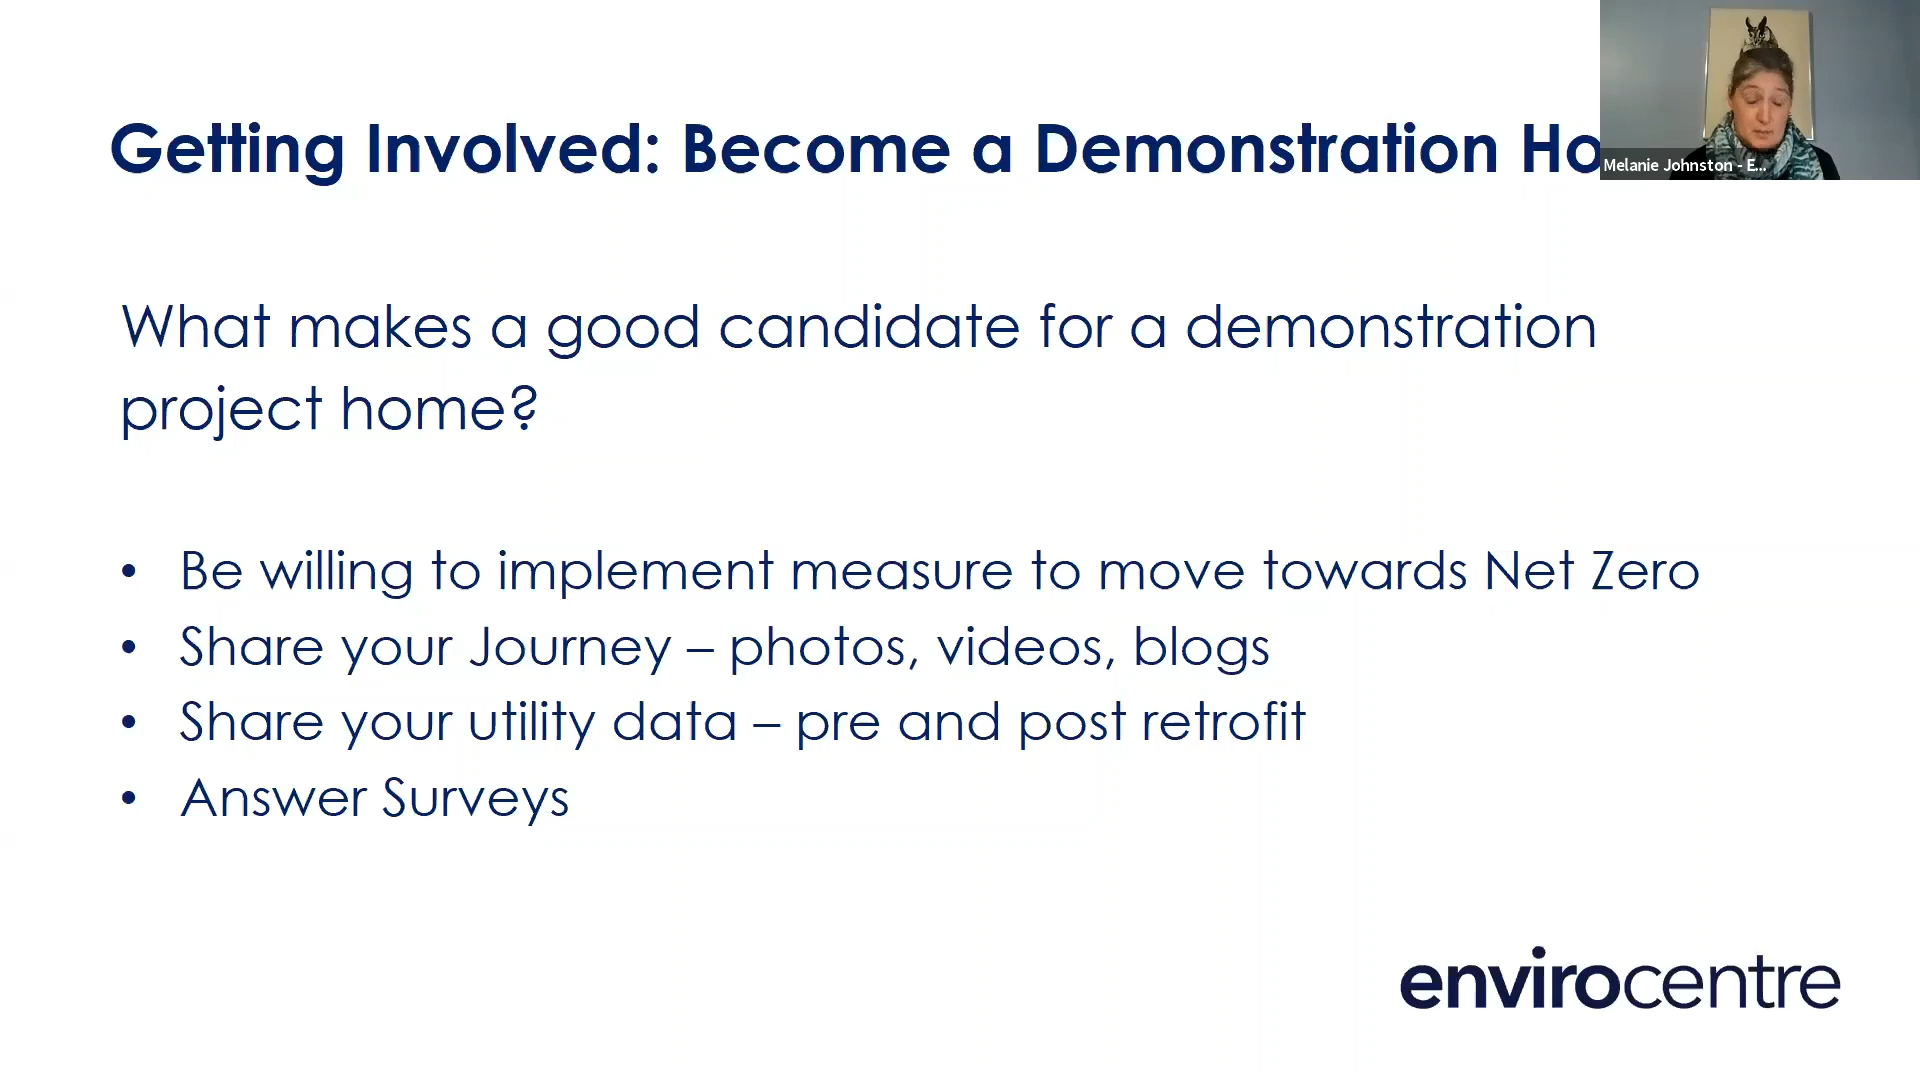 Getting Involved: Become a Demonstration Ho
Melanie Johnston - E...
What makes a good candidate for a demonstration
project home?
• Be willing to implement measure to move towards Net Zero
• Share your Journey – photos, videos, blogs
• Share your utility data – pre and post retrofit
• Answer Surveys
envirocentre